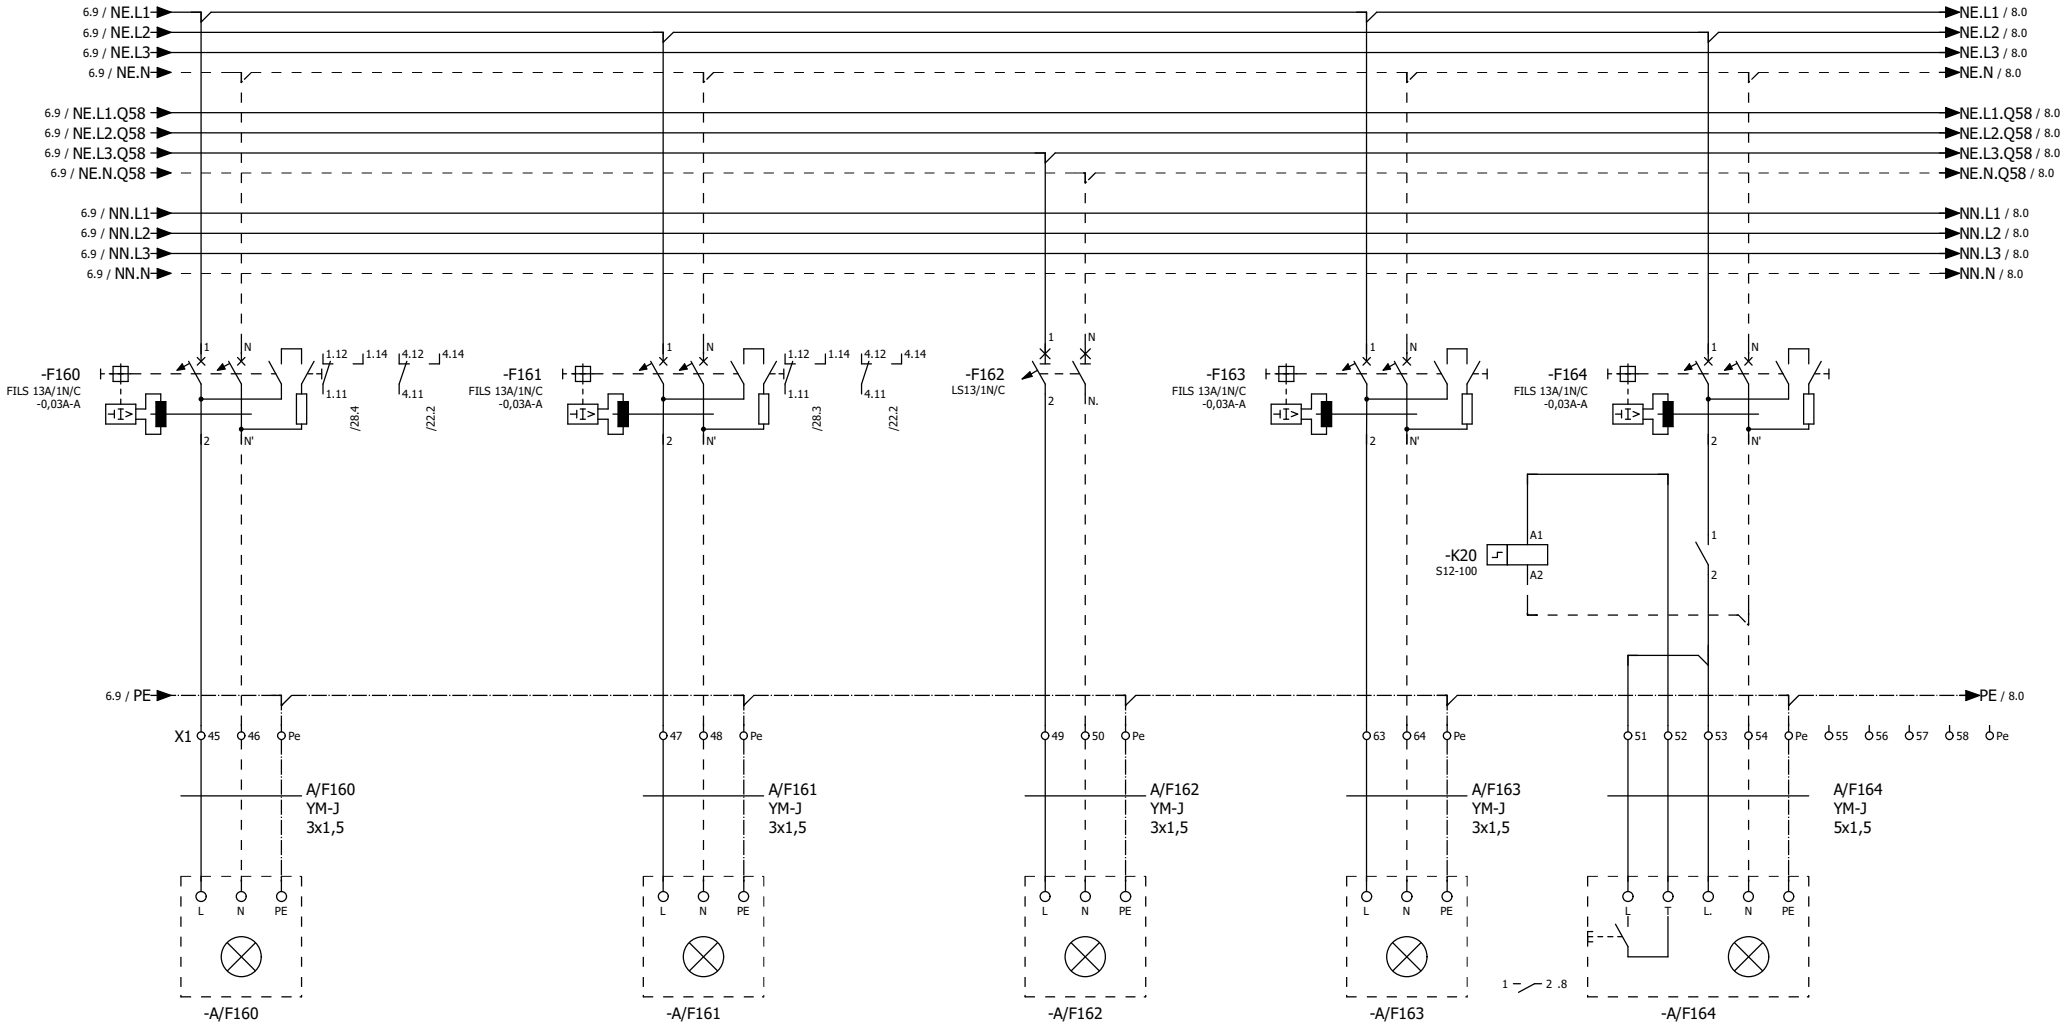 6.9 / NE.L1 NE.L1 / 8.0
6.9 / NE.L2 NE.L2 / 8.0
6.9 / NE.L3 NE.L3 / 8.0
6.9 / NE.N NE.N / 8.0
6.9 / NE.L1.Q58 NE.L1.Q58 / 8.0
6.9 / NE.L2.Q58 NE.L2.Q58 / 8.0
6.9 / NE.L3.Q58 NE.L3.Q58 / 8.0
6.9 / NE.N.Q58 NE.N.Q58 / 8.0
6.9 / NN.L1 NN.L1 / 8.0
6.9 / NN.L2 NN.L2 / 8.0
6.9 / NN.L3 NN.L3 / 8.0
6.9 / NN.N NN.N / 8.0
-F160
FILS 13A/1N/C
-0,03A-A
I>
1 N
2 N'
1.12 1.14 4.12 4.14
1.11 4.11
/28.4 /22.2
-F161
FILS 13A/1N/C
-0,03A-A
I>
1 N
2 N'
1.12 1.14 4.12 4.14
1.11 4.11
/28.3 /22.2
-F162
LS13/1N/C
1 N
2 N.
-F163
FILS 13A/1N/C
-0,03A-A
I>
1 N
2 N'
-F164
FILS 13A/1N/C
-0,03A-A
I>
1 N
2 N'
-K20
S12-100
A1
A2
1
2
6.9 / PE PE / 8.0
X1 45 46 Pe 47 48 Pe 49 50 Pe 63 64 Pe 51 52 53 54 Pe 55 56 57 58 Pe
A/F160
YM-J
3x1,5
A/F161
YM-J
3x1,5
A/F162
YM-J
3x1,5
A/F163
YM-J
3x1,5
A/F164
YM-J
5x1,5
L N PE L N PE L N PE L N PE L T L. N PE
1 2 .8
-A/F160 -A/F161 -A/F162 -A/F163 -A/F164